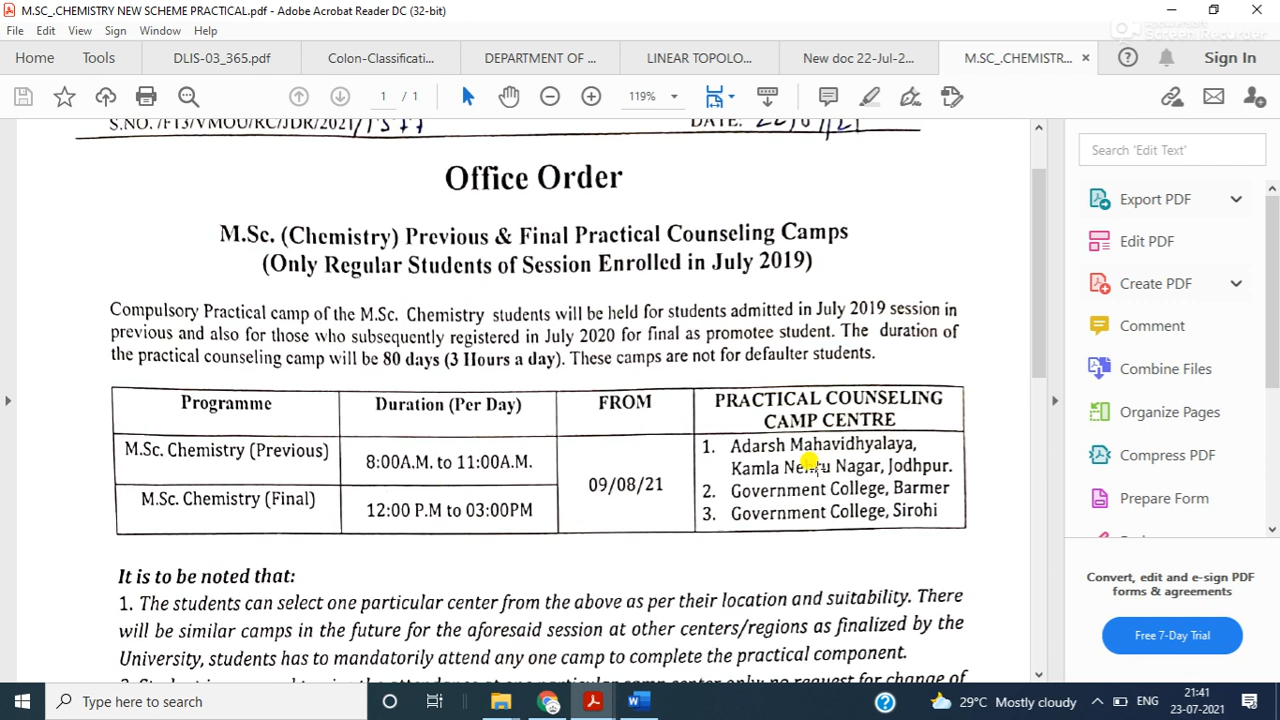 M.SC_.CHEMISTRY NEW SCHEME PRACTICAL.pdf - Adobe Acrobat Reader DC (32-bit)
File Edit View Sign Window Help
Home Tools DLIS-03_365.pdf Colon-Classificati... DEPARTMENT OF ... LINEAR TOPOLO... New doc 22-Jul-2... M.SC_.CHEMISTR... Sign In
Screen Recorder
1 / 1 119%
S.NO. /F13/VMOU/RC/JDR/2021/ DATE:
Office Order
M.Sc. (Chemistry) Previous & Final Practical Counseling Camps
(Only Regular Students of Session Enrolled in July 2019)
Compulsory Practical camp of the M.Sc. Chemistry students will be held for students admitted in July 2019 session in
previous and also for those who subsequently registered in July 2020 for final as promotee student. The duration of
the practical counseling camp will be 80 days (3 Hours a day). These camps are not for defaulter students.
Programme Duration (Per Day) FROM PRACTICAL COUNSELING
CAMP CENTRE
M.Sc. Chemistry (Previous) 8:00A.M. to 11:00A.M.
M.Sc. Chemistry (Final) 12:00 P.M to 03:00PM
09/08/21
1. Adarsh Mahavidhyalaya,
Kamla Nehru Nagar, Jodhpur.
2. Government College, Barmer
3. Government College, Sirohi
It is to be noted that:
1. The students can select one particular center from the above as per their location and suitability. There
will be similar camps in the future for the aforesaid session at other centers/regions as finalized by the
University, students has to mandatorily attend any one camp to complete the practical component.
Search 'Edit Text'
Export PDF
Edit PDF
Create PDF
Comment
Combine Files
Organize Pages
Compress PDF
Prepare Form
Convert, edit and e-sign PDF
forms & agreements
Free 7-Day Trial
Type here to search
29°C Mostly cloudy ENG 21:41
23-07-2021